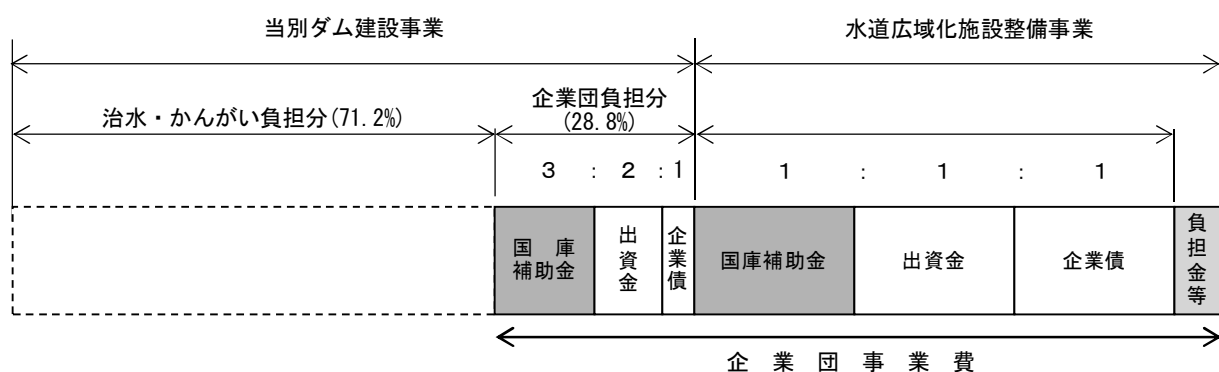 当別ダム建設事業
水道広域化施設整備事業
治水・かんがい負担分(71.2%)
企業団負担分
(28.8%)
3 : 2 : 1
1 : 1 : 1
国庫
補助金
出資金
企業債
国庫補助金
出資金
企業債
負担金等
企業団事業費